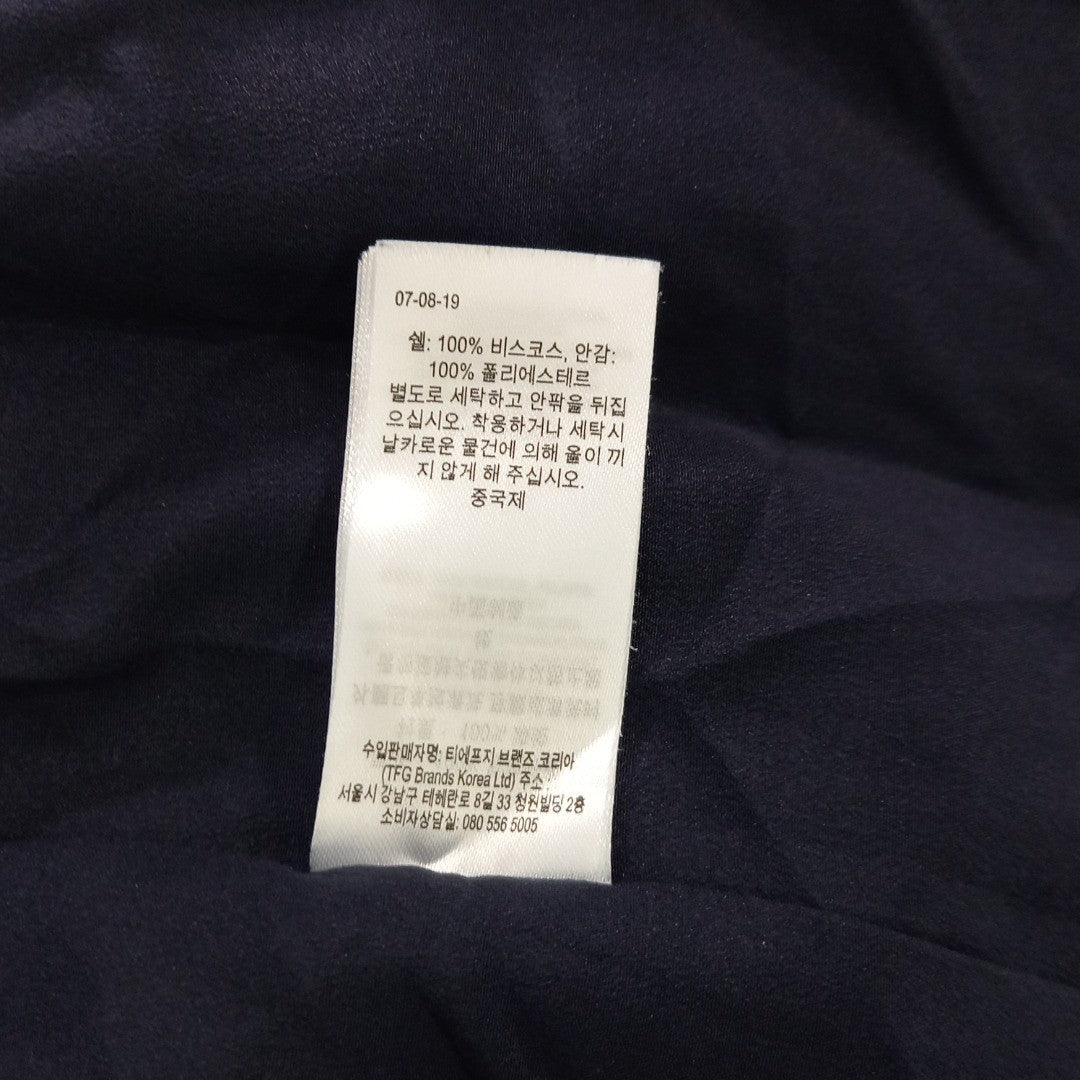 07-08-19
쉘: 100% 비스코스, 안감:
100% 폴리에스테르
별도로 세탁하고 안팎을 뒤집
으십시오. 착용하거나 세탁시
날카로운 물건에 의해 올이 끼
지 않게 해 주십시오.
중국제
수입판매자명: 티에프지 브랜즈 코리아
(TFG Brands Korea Ltd) 주소
서울시 강남구 테헤란로 8길 33 청원빌딩 2층
소비자상담실: 080 556 5005